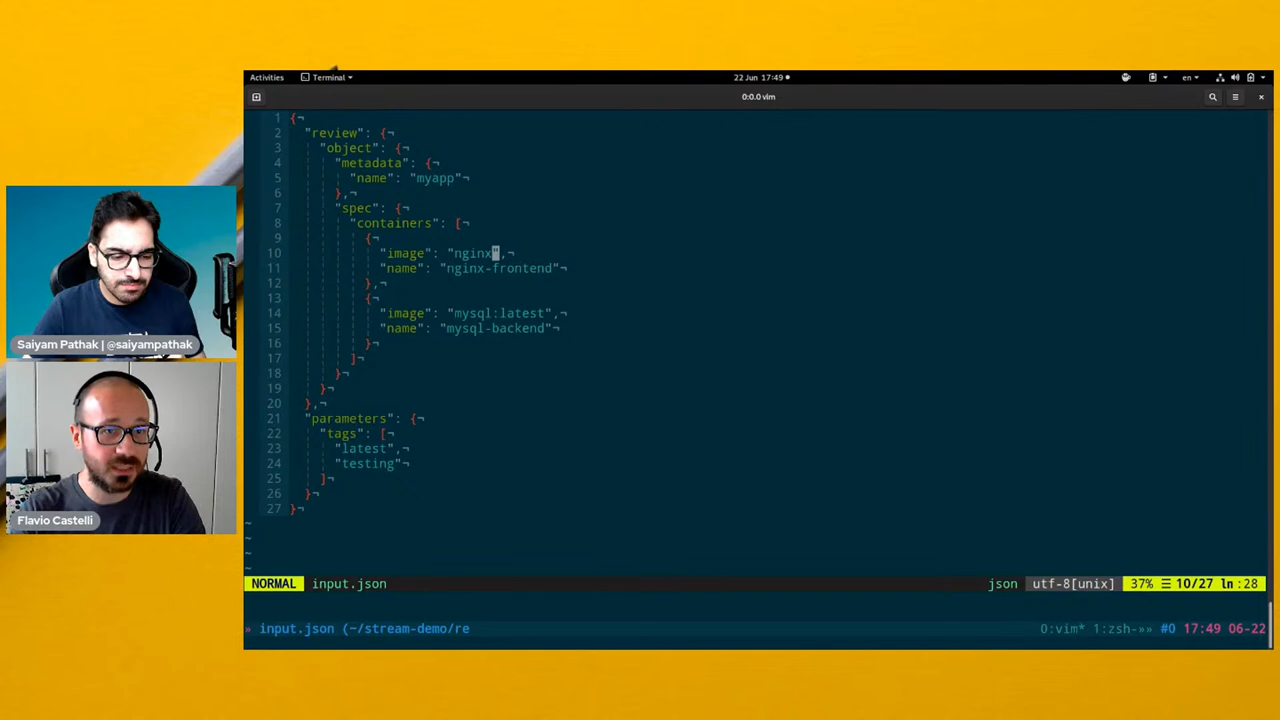 Activities Terminal 22 Jun 17:49 en
0:0.0 vim
1 {¬
2 "review": {¬
3 "object": {¬
4 "metadata": {¬
5 "name": "myapp"¬
6 },¬
7 "spec": {¬
8 "containers": [¬
9 {¬
10 "image": "nginx",¬
11 "name": "nginx-frontend"¬
12 },¬
13 {¬
14 "image": "mysql:latest",¬
15 "name": "mysql-backend"¬
16 }¬
17 ]¬
18 }¬
19 }¬
20 },¬
21 "parameters": {¬
22 "tags": [¬
23 "latest",¬
24 "testing"¬
25 ]¬
26 }¬
27 }¬
~
~
~
~
NORMAL input.json json utf-8[unix] 37% ☰ 10/27 ln:28
» input.json (~/stream-demo/re 0:vim* 1:zsh-»» #0 17:49 06-22
Saiyam Pathak | @saiyampathak
Flavio Castelli